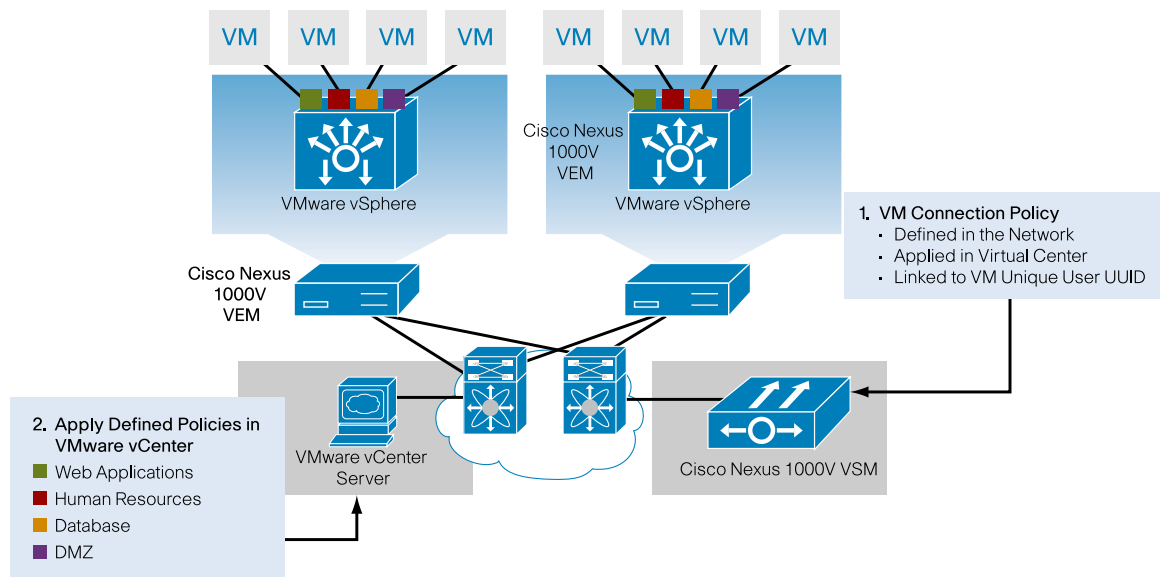 VM VM VM VM
VM VM VM VM
Cisco Nexus
1000V
VEM
VMware vSphere
VMware vSphere
1. VM Connection Policy
· Defined in the Network
· Applied in Virtual Center
· Linked to VM Unique User UUID
Cisco Nexus
1000V
VEM
2. Apply Defined Policies in
VMware vCenter
Web Applications
Human Resources
Database
DMZ
VMware vCenter
Server
Cisco Nexus 1000V VSM